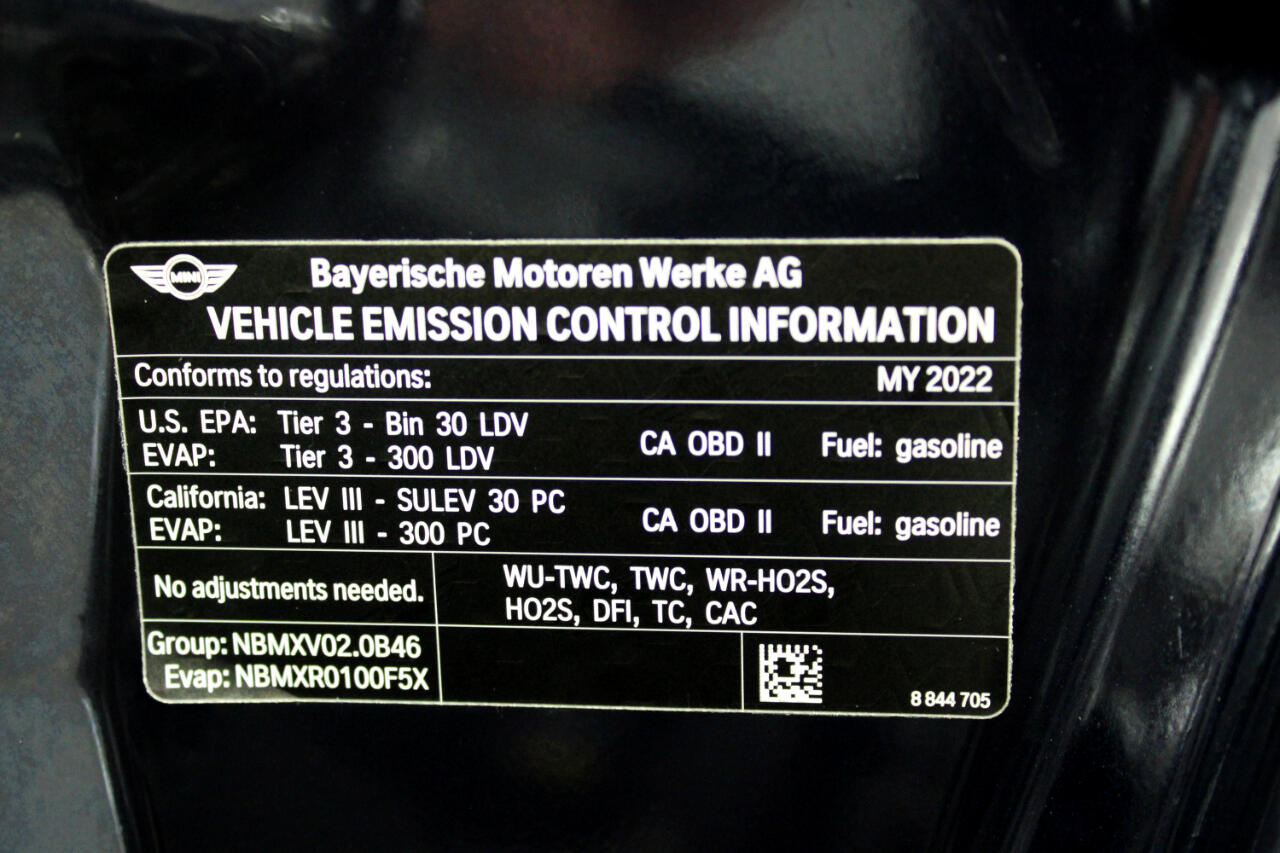 MINI
Bayerische Motoren Werke AG
VEHICLE EMISSION CONTROL INFORMATION
Conforms to regulations: MY 2022
U.S. EPA: Tier 3 - Bin 30 LDV
EVAP: Tier 3 - 300 LDV
CA OBD II Fuel: gasoline
California: LEV III - SULEV 30 PC
EVAP: LEV III - 300 PC
CA OBD II Fuel: gasoline
No adjustments needed.
WU-TWC, TWC, WR-HO2S,
HO2S, DFI, TC, CAC
Group: NBMXV02.0B46
Evap: NBMXR0100F5X
8 844 705